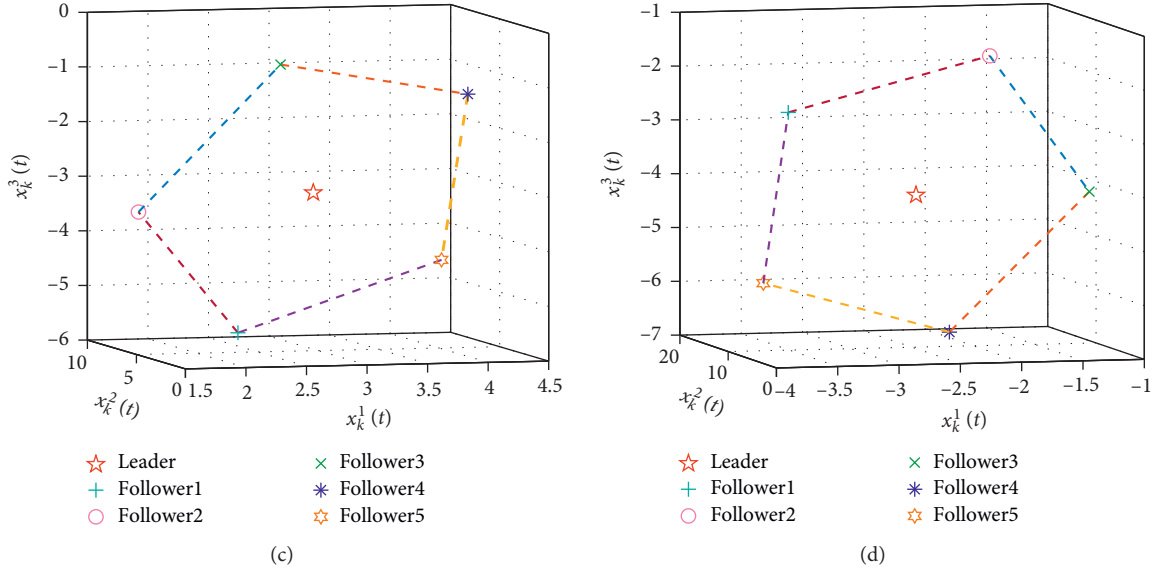 0
–1
–2
–3
–4
–5
–6
x_k^3 (t)
10
5
0
x_k^2 (t)
1.5
2
2.5
3
3.5
4
4.5
x_k^1 (t)
Leader
Follower1
Follower2
Follower3
Follower4
Follower5
(c)
–1
–2
–3
–4
–5
–6
–7
x_k^3 (t)
20
10
0
x_k^2 (t)
–4
–3.5
–3
–2.5
–2
–1.5
–1
x_k^1 (t)
Leader
Follower1
Follower2
Follower3
Follower4
Follower5
(d)